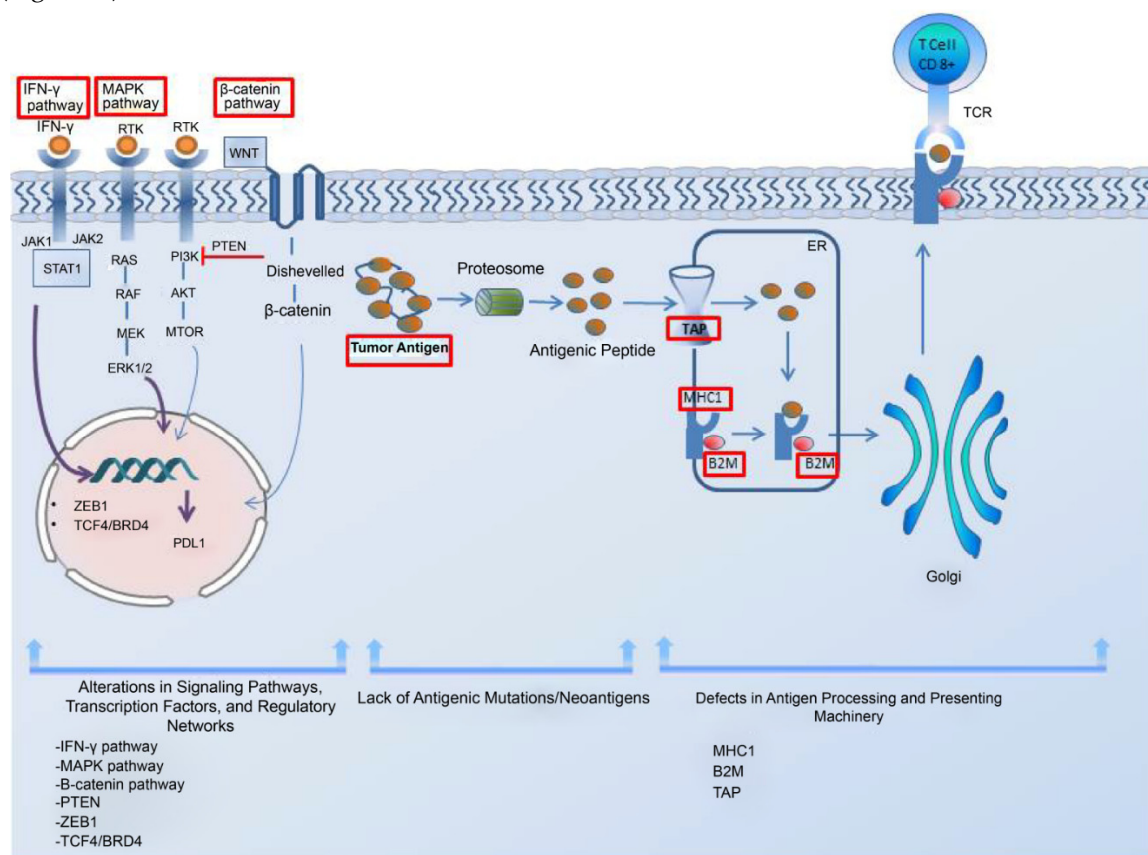 T Cell
CD 8+
TCR
IFN-γ
pathway
MAPK
pathway
β-catenin
pathway
IFN-γ
RTK
RTK
WNT
JAK1
JAK2
STAT1
RAS
RAF
MEK
ERK1/2
PI3K
AKT
MTOR
PTEN
Dishevelled
β-catenin
ZEB1
TCF4/BRD4
PDL1
Tumor Antigen
Proteosome
Antigenic Peptide
ER
TAP
MHC1
B2M
B2M
Golgi
Alterations in Signaling Pathways,
Transcription Factors, and Regulatory
Networks
-IFN-γ pathway
-MAPK pathway
-B-catenin pathway
-PTEN
-ZEB1
-TCF4/BRD4
Lack of Antigenic Mutations/Neoantigens
Defects in Antigen Processing and Presenting
Machinery
MHC1
B2M
TAP